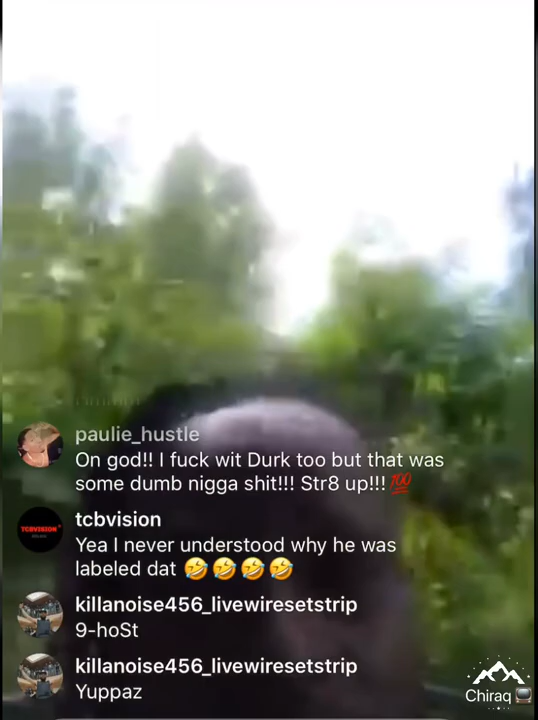 paulie_hustle
On god!! I fuck wit Durk too but that was
some dumb nigga shit!!! Str8 up!!! 💯
TCBVISION
tcbvision
Yea I never understood why he was
labeled dat 🤣🤣🤣🤣
killanoise456_livewiresetstrip
9-hoSt
killanoise456_livewiresetstrip
Yuppaz
Chiraq